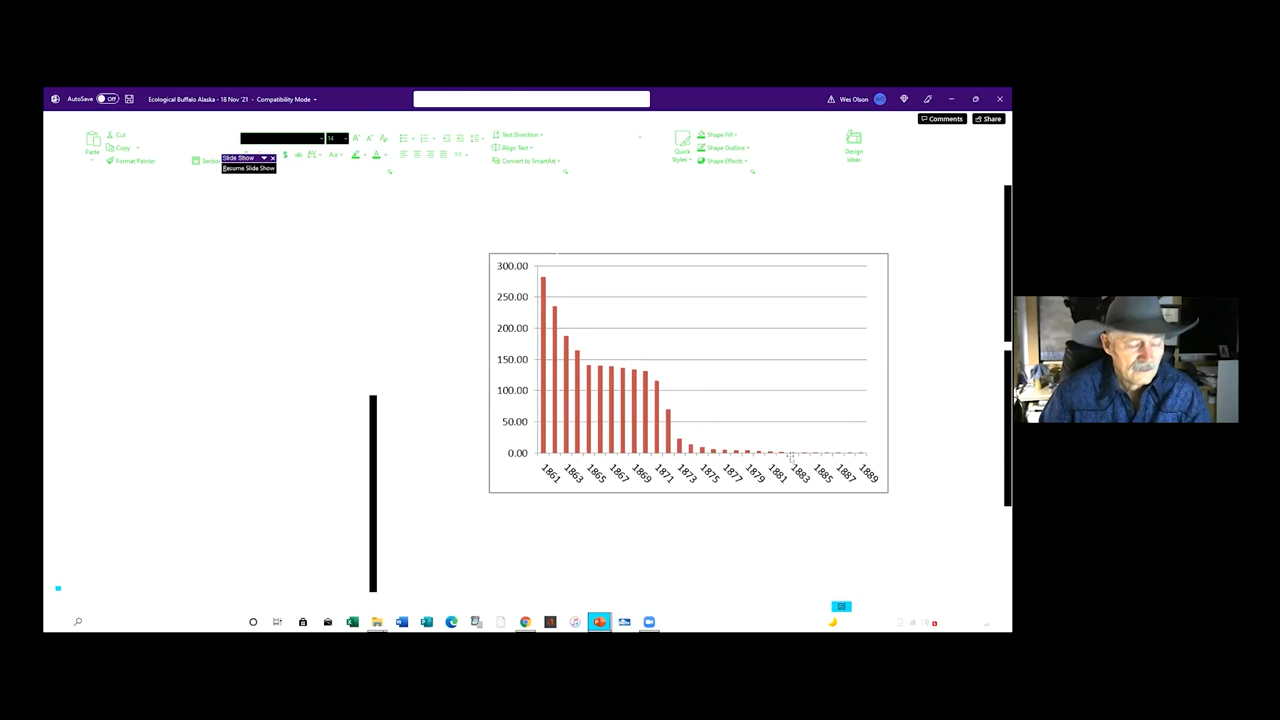 AutoSave Off Ecological Buffalo Alaska - 18 Nov '21 - Compatibility Mode Wes Olson
Comments Share
Paste
Cut
Copy
Format Painter
Section
14
Slide Show
Resume Slide Show
Text Direction
Align Text
Convert to SmartArt
Quick
Styles
Shape Fill
Shape Outline
Shape Effects
Design
Ideas
300.00
250.00
200.00
150.00
100.00
50.00
0.00
1861 1863 1865 1867 1869 1871 1873 1875 1877 1879 1881 1883 1885 1887 1889